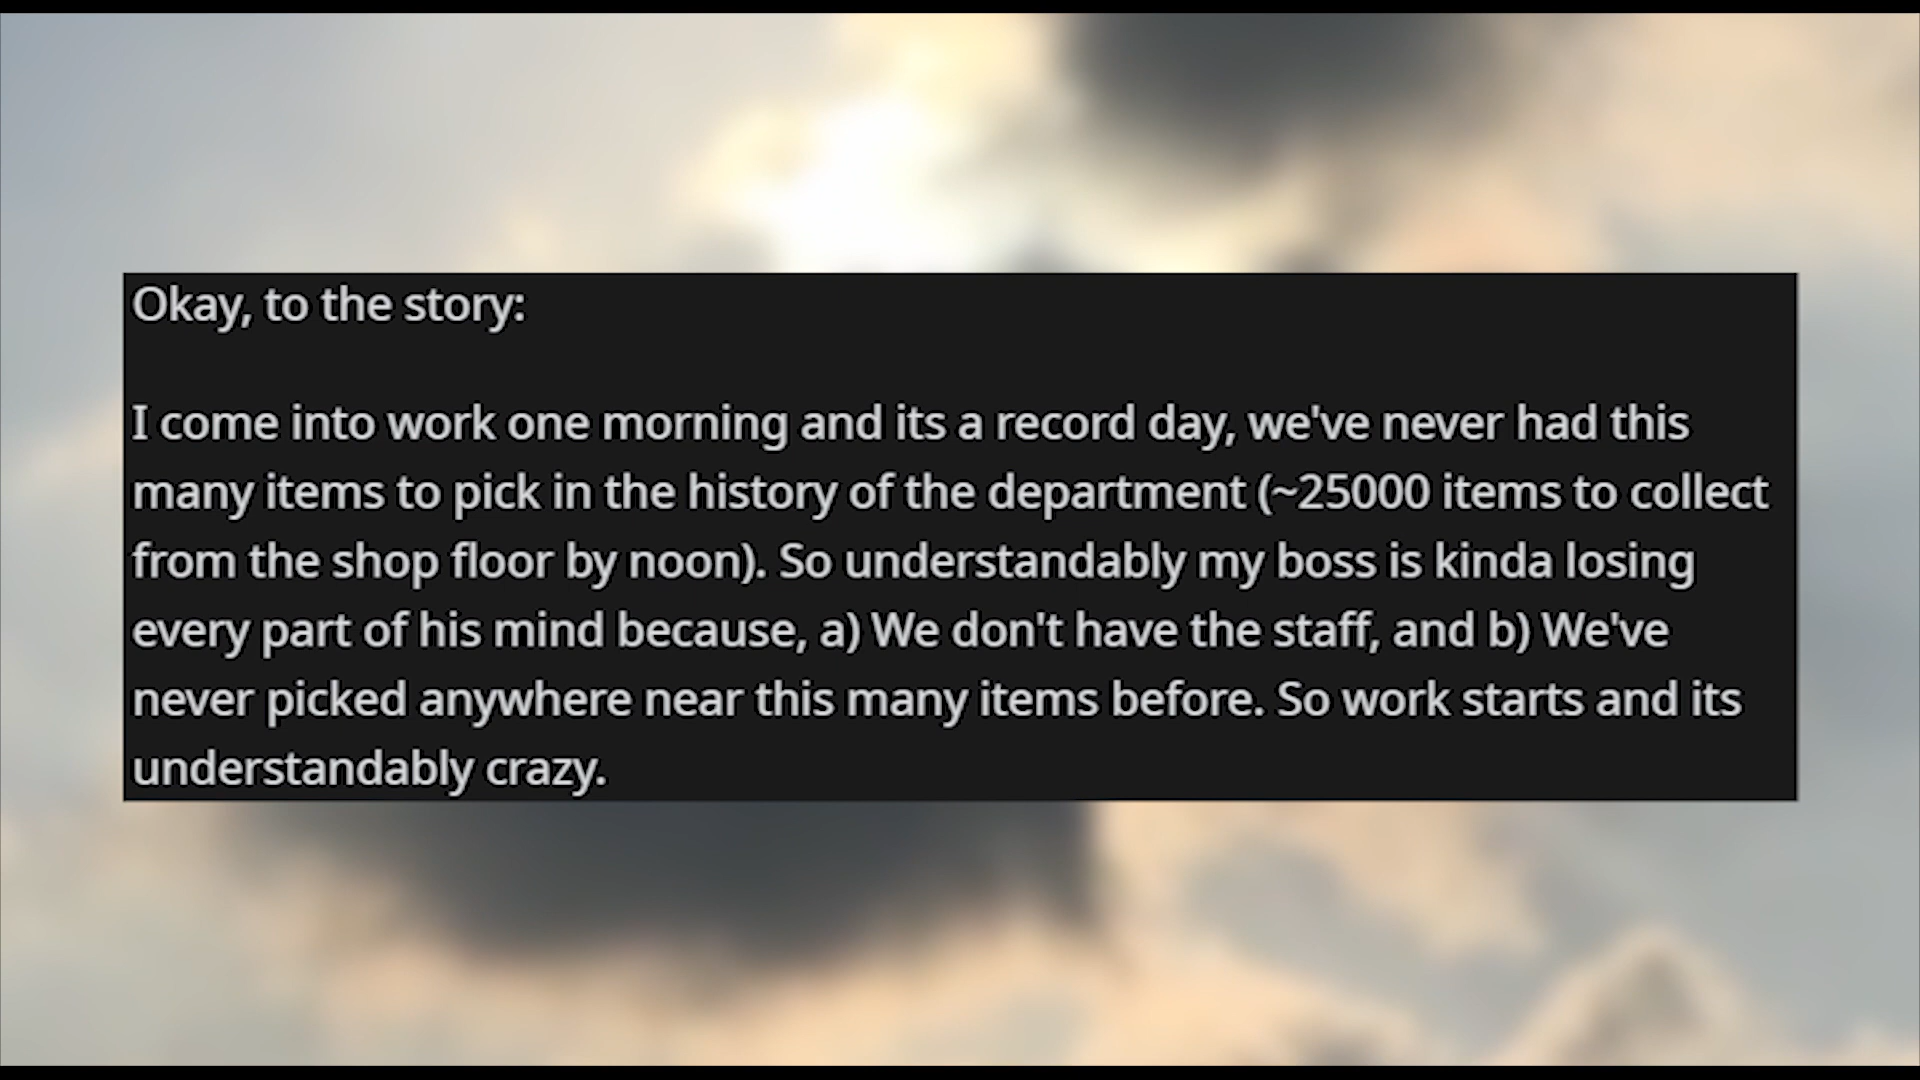 Okay, to the story:
I come into work one morning and its a record day, we've never had this
many items to pick in the history of the department (~25000 items to collect
from the shop floor by noon). So understandably my boss is kinda losing
every part of his mind because, a) We don't have the staff, and b) We've
never picked anywhere near this many items before. So work starts and its
understandably crazy.